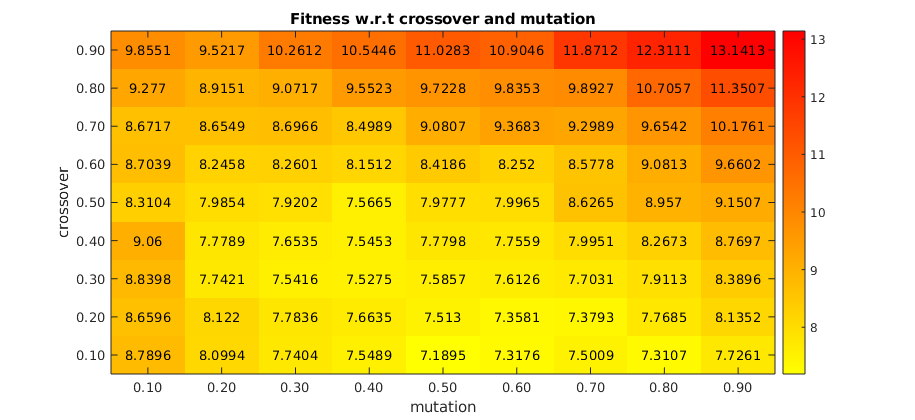 Fitness w.r.t crossover and mutation
0.90 9.8551 9.5217 10.2612 10.5446 11.0283 10.9046 11.8712 12.3111 13.1413 13
0.80 9.277 8.9151 9.0717 9.5523 9.7228 9.8353 9.8927 10.7057 11.3507 12
0.70 8.6717 8.6549 8.6966 8.4989 9.0807 9.3683 9.2989 9.6542 10.1761
0.60 8.7039 8.2458 8.2601 8.1512 8.4186 8.252 8.5778 9.0813 9.6602 11
0.50 8.3104 7.9854 7.9202 7.5665 7.9777 7.9965 8.6265 8.957 9.1507 10
0.40 9.06 7.7789 7.6535 7.5453 7.7798 7.7559 7.9951 8.2673 8.7697
0.30 8.8398 7.7421 7.5416 7.5275 7.5857 7.6126 7.7031 7.9113 8.3896 9
0.20 8.6596 8.122 7.7836 7.6635 7.513 7.3581 7.3793 7.7685 8.1352 8
0.10 8.7896 8.0994 7.7404 7.5489 7.1895 7.3176 7.5009 7.3107 7.7261
crossover
0.10 0.20 0.30 0.40 0.50 0.60 0.70 0.80 0.90
mutation